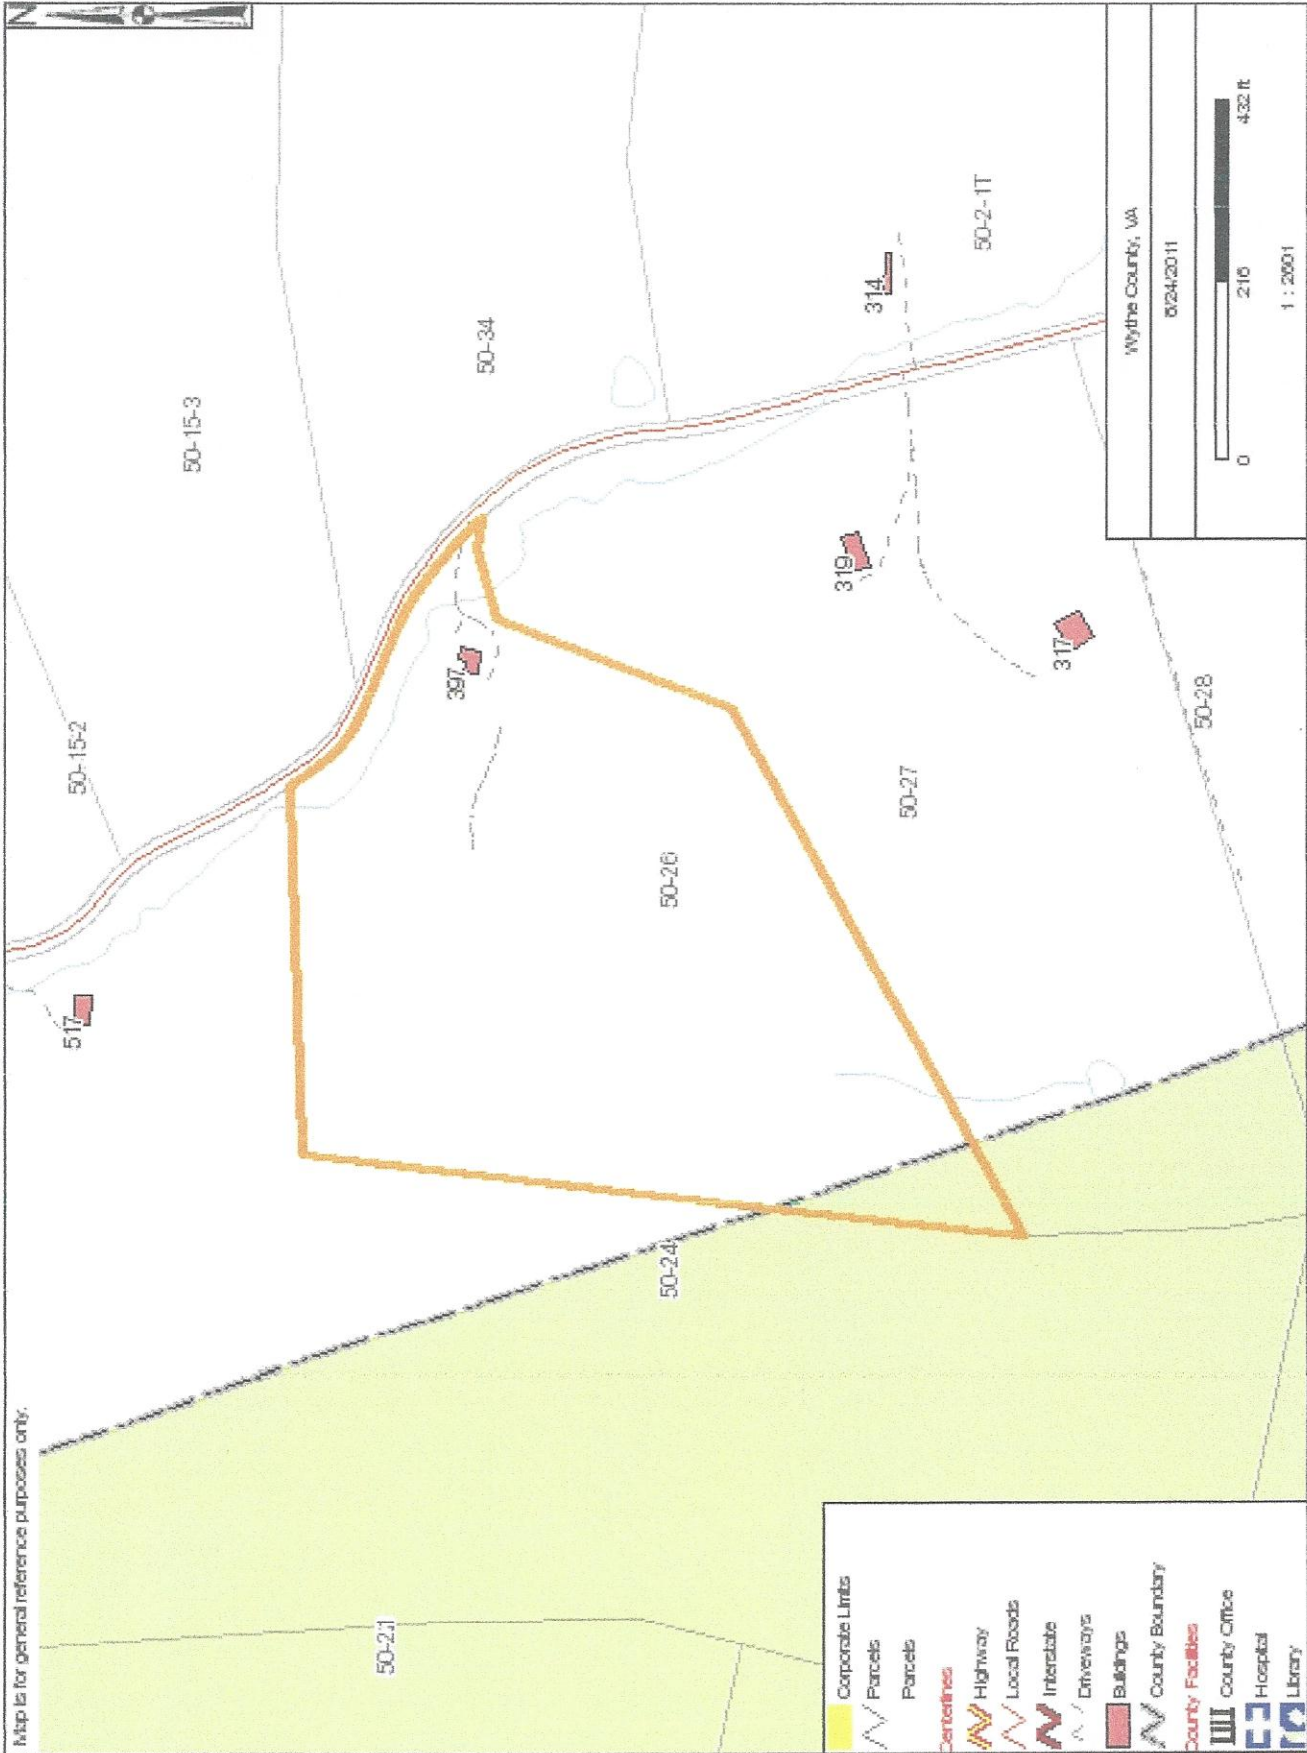 Map is for general reference purposes only.
N
517
50-15-2
50-15-3
397
50-34
50-21
50-24
50-26
319
314
50-27
50-2-1T
317
50-28
Corporate Limits
Parcels
Parcels
Centerlines
Highway
Local Roads
Interstate
Driveways
Buildings
County Boundary
County Facilities
County Office
Hospital
Library
Wythe County, VA
6/24/2011
0 216 432 ft
1 : 2601